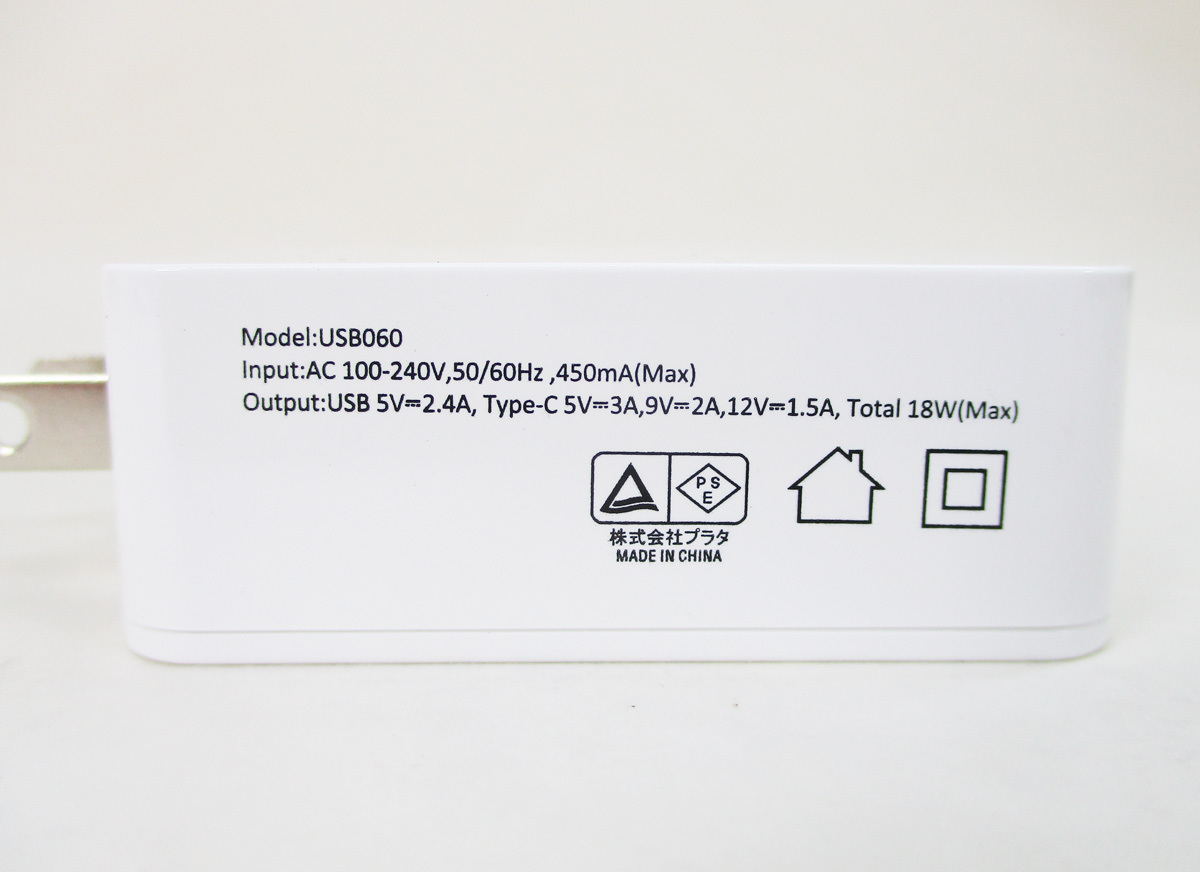 Model:USB060
Input:AC 100-240V,50/60Hz ,450mA(Max)
Output:USB 5V⎓2.4A, Type-C 5V⎓3A,9V⎓2A,12V⎓1.5A, Total 18W(Max)
PS
E
株式会社プラタ
MADE IN CHINA